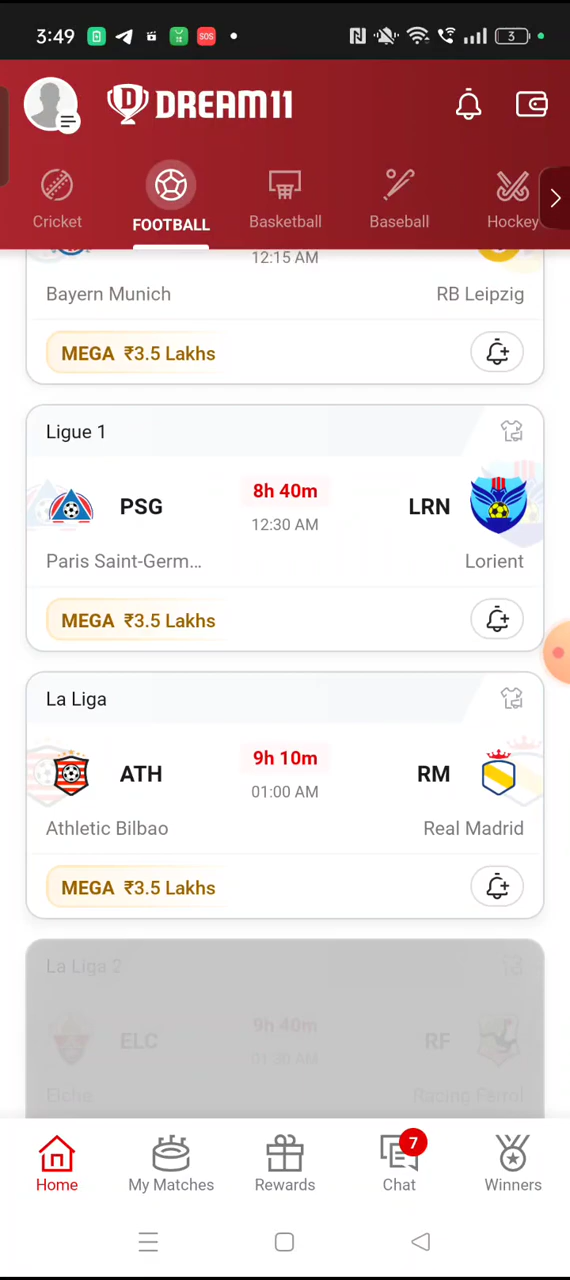 3:49
SOS
3
DREAM11
Cricket
FOOTBALL
Basketball
Baseball
Hockey
12:15 AM
Bayern Munich
RB Leipzig
MEGA ₹3.5 Lakhs
Ligue 1
PSG
8h 40m
LRN
12:30 AM
Paris Saint-Germ...
Lorient
MEGA ₹3.5 Lakhs
La Liga
ATH
9h 10m
RM
01:00 AM
Athletic Bilbao
Real Madrid
MEGA ₹3.5 Lakhs
La Liga 2
ELC
9h 40m
RF
01:30 AM
Elche
Racing Ferrol
7
Home
My Matches
Rewards
Chat
Winners